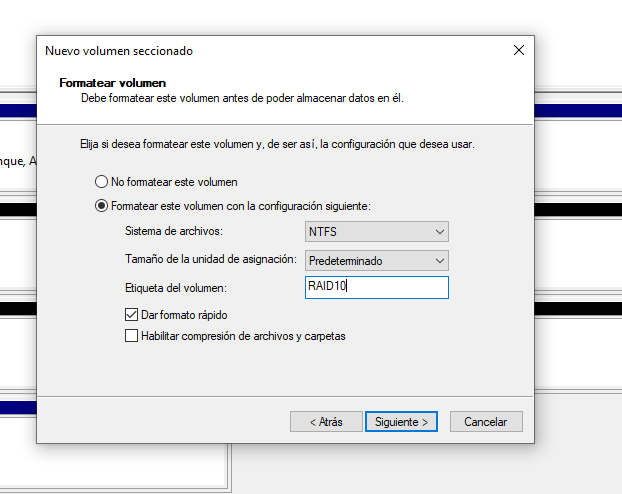 Nuevo volumen seccionado
Formatear volumen
Debe formatear este volumen antes de poder almacenar datos en él.
Elija si desea formatear este volumen y, de ser así, la configuración que desea usar.
No formatear este volumen
Formatear este volumen con la configuración siguiente:
Sistema de archivos: NTFS
Tamaño de la unidad de asignación: Predeterminado
Etiqueta del volumen: RAID10
Dar formato rápido
Habilitar compresión de archivos y carpetas
< Atrás Siguiente > Cancelar